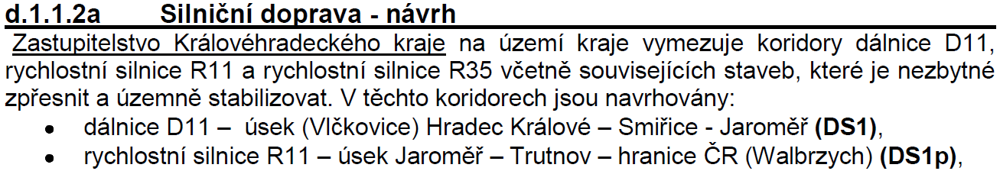 d.1.1.2a Silniční doprava - návrh
Zastupitelstvo Královéhradeckého kraje na území kraje vymezuje koridory dálnice D11,
rychlostní silnice R11 a rychlostní silnice R35 včetně souvisejících staveb, které je nezbytné
zpřesnit a územně stabilizovat. V těchto koridorech jsou navrhovány:
• dálnice D11 – úsek (Vlčkovice) Hradec Králové – Smiřice - Jaroměř (DS1),
• rychlostní silnice R11 – úsek Jaroměř – Trutnov – hranice ČR (Walbrzych) (DS1p),